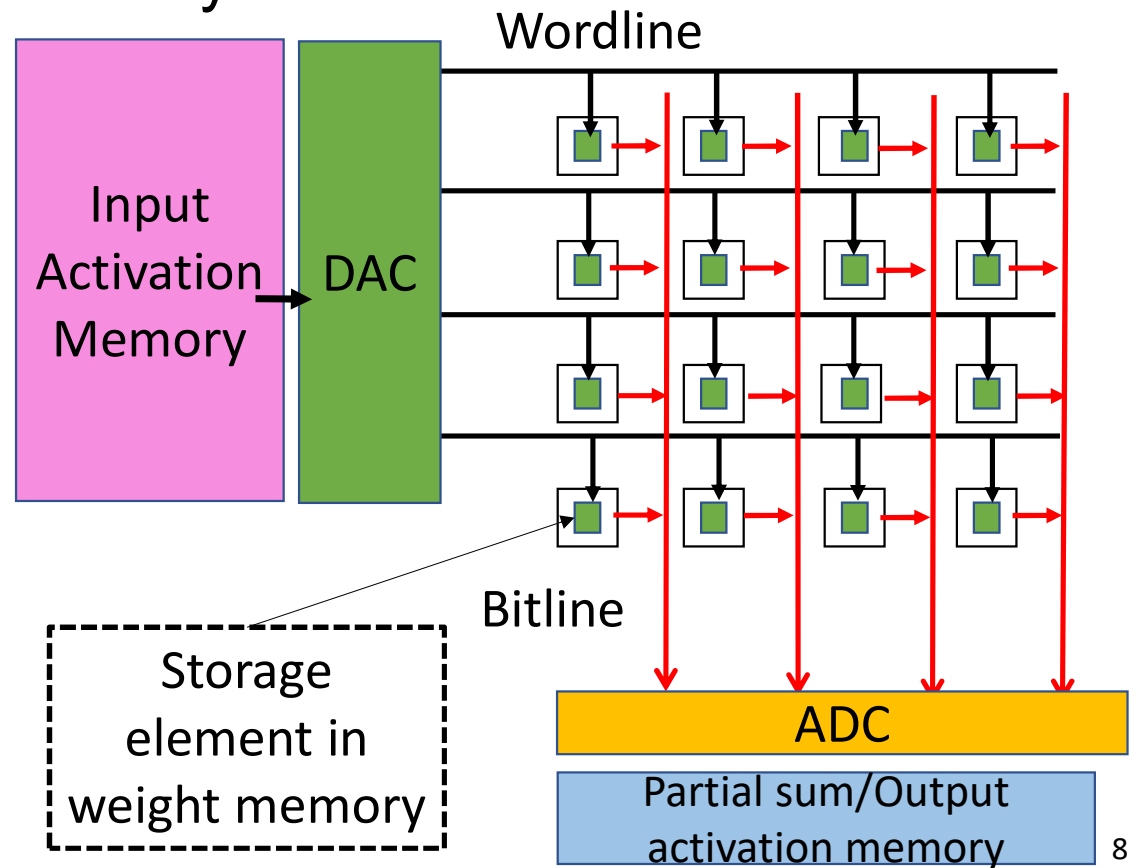 Wordline
Input
Activation
Memory
DAC
Bitline
Storage
element in
weight memory
ADC
Partial sum/Output
activation memory
8